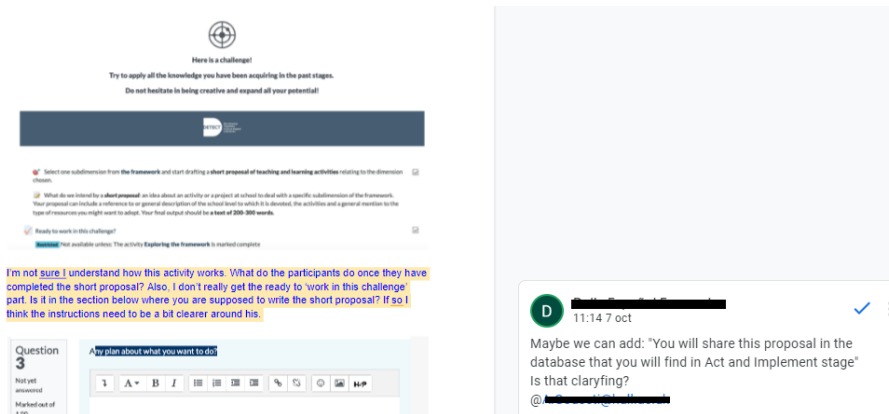 Here is a challenge!
Try to apply all the knowledge you have been acquiring in the past stages.
Do not hesitate in being creative and expand all your potential!
DETECT
Select one subdimension from the framework and start drafting a short proposal of teaching and learning activities relating to the dimension
chosen.
What do we intend by a short proposal: an idea about an activity or a project at school to deal with a specific subdimension of the framework.
Your proposal can include a reference to or general description of the school level to which it is devoted, the activities and a general mention to the
type of resources you might want to adopt. Your final output should be a text of 200-300 words.
Ready to work in this challenge?
Not available unless: The activity Exploring the framework is marked complete
I'm not sure I understand how this activity works. What do the participants do once they have
completed the short proposal? Also, I don't really get the ready to 'work in this challenge'
part. Is it in the section below where you are supposed to write the short proposal? If so I
think the instructions need to be a bit clearer around his.
Question
3
Not yet
answered
Marked out of
1.00
Any plan about what you want to do?
A
B
I
H-P
D
11:14 7 oct
Maybe we can add: "You will share this proposal in the
database that you will find in Act and Implement stage"
Is that claryfing?
@